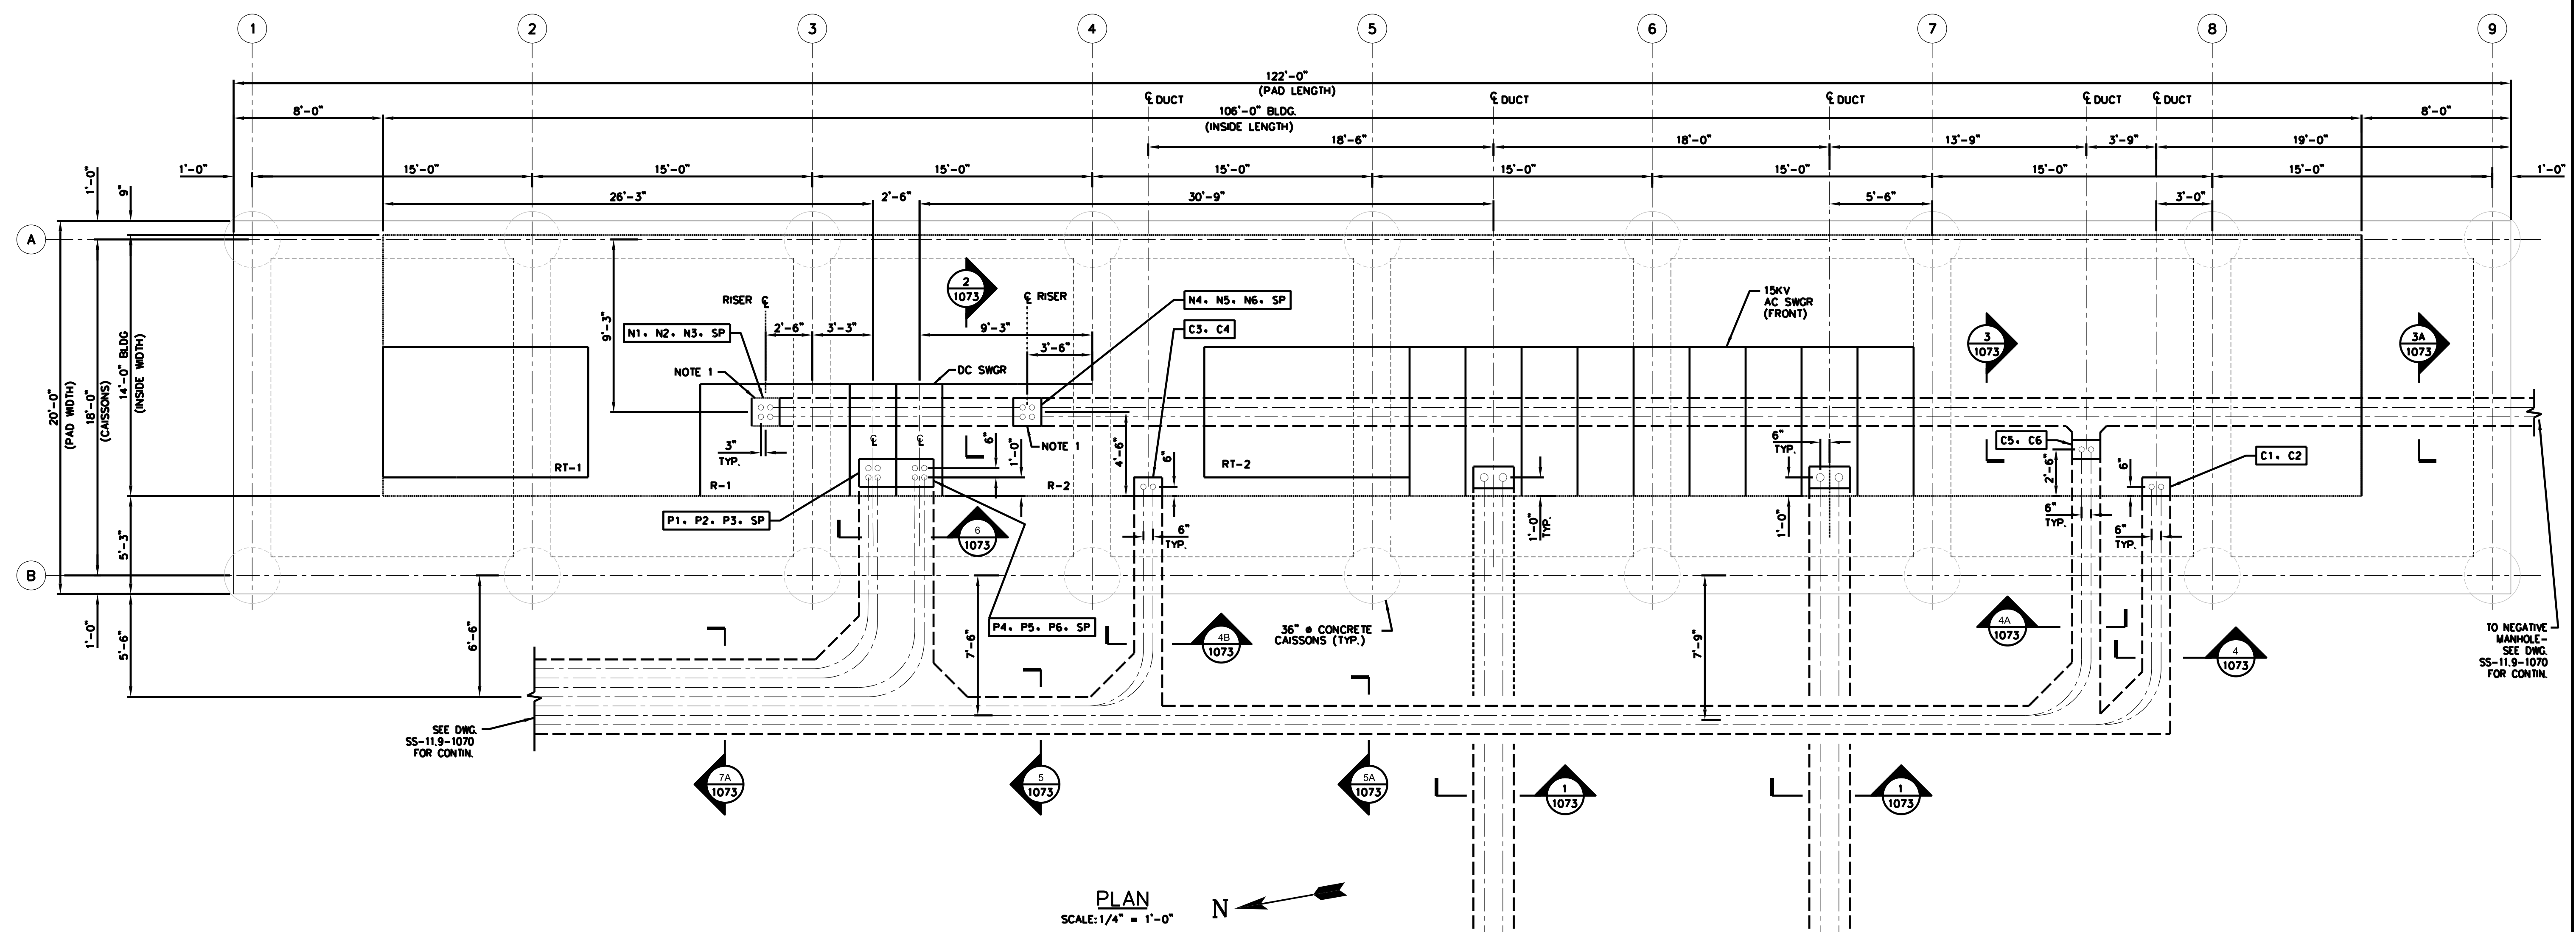 1
2
3
4
5
6
7
8
9
122'-0"
(PAD LENGTH)
℄ DUCT
℄ DUCT
℄ DUCT
℄ DUCT
℄ DUCT
8'-0"
106'-0" BLDG.
(INSIDE LENGTH)
8'-0"
18'-6"
18'-0"
13'-9"
3'-9"
19'-0"
1'-0"
15'-0"
15'-0"
15'-0"
15'-0"
15'-0"
15'-0"
15'-0"
15'-0"
1'-0"
1'-0"
9"
26'-3"
2'-6"
30'-9"
5'-6"
3'-0"
A
2
1073
RISER ℄
℄ RISER
N4. N5. N6. SP
15KV
AC SWGR
(FRONT)
N1. N2. N3. SP
2'-6"
3'-3"
9'-3"
C3. C4
9'-3"
3'-6"
3
1073
3A
1073
NOTE 1
DC SWGR
20'-0"
(PAD WIDTH)
18'-0"
(CAISSONS)
14'-0" BLDG
(INSIDE WIDTH)
3"
TYP.
℄
℄
6"
1'-0"
NOTE 1
4'-6"
6"
RT-1
R-1
R-2
RT-2
6"
TYP.
C5. C6
2'-6"
6"
C1. C2
P1. P2. P3. SP
6
1073
6"
TYP.
1'-0"
TYP.
1'-0"
6"
TYP.
6"
TYP.
5'-3"
B
1'-0"
5'-6"
6'-6"
7'-6"
P4. P5. P6. SP
4B
1073
36" ø CONCRETE
CAISSONS (TYP.)
7'-9"
4A
1073
4
1073
TO NEGATIVE
MANHOLE-
SEE DWG.
SS-11.9-1070
FOR CONTIN.
SEE DWG.
SS-11.9-1070
FOR CONTIN.
7A
1073
5
1073
5A
1073
1
1073
1
1073
PLAN
SCALE: 1/4" = 1'-0"
N